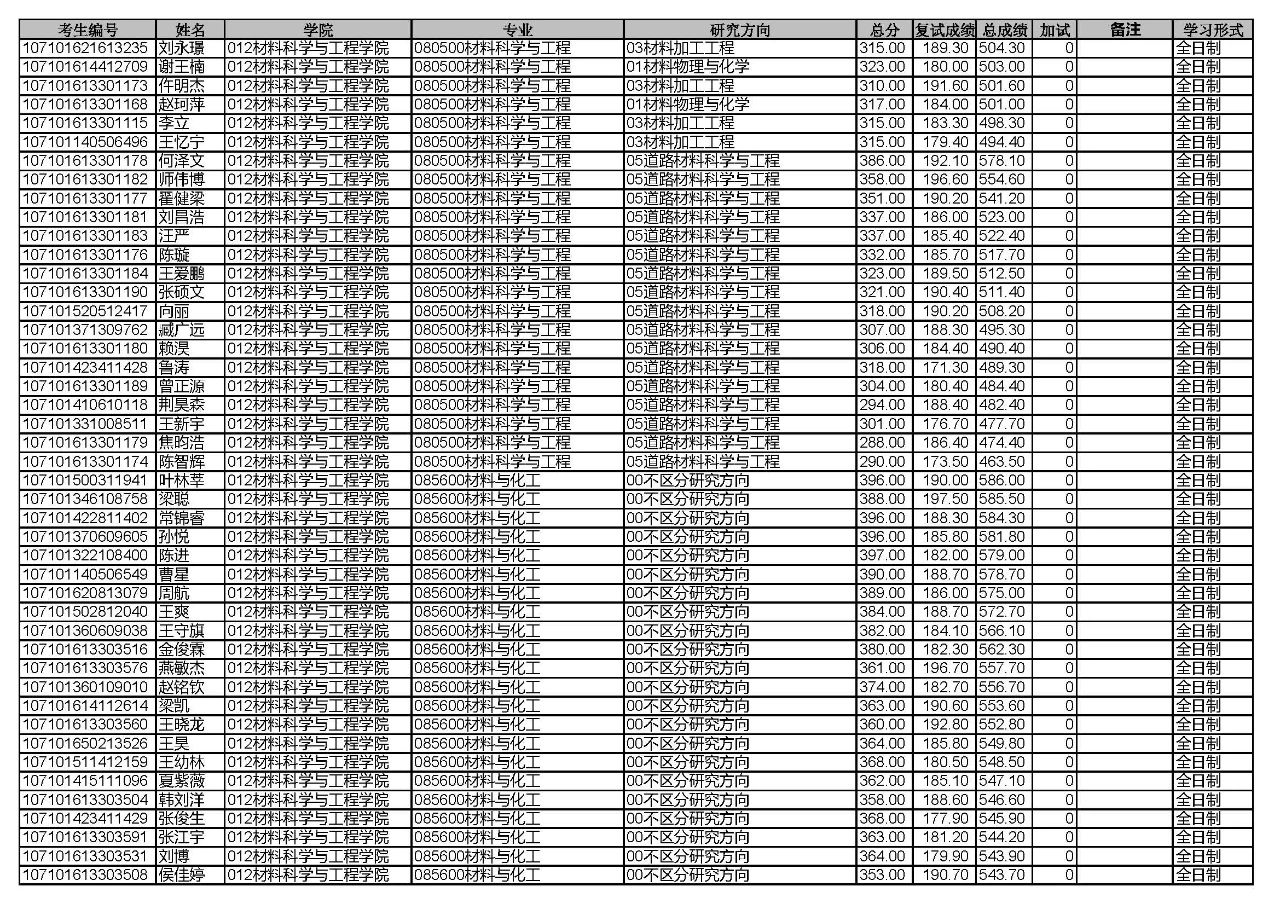 考生编号 姓名 学院 专业 研究方向 总分 复试成绩 总成绩 加试 备注 学习形式
107101621613235 刘永璟 012材料科学与工程学院 080500材料科学与工程 03材料加工工程 315.00 189.30 504.30 0 全日制
107101614412709 谢王楠 012材料科学与工程学院 080500材料科学与工程 01材料物理与化学 323.00 180.00 503.00 0 全日制
107101613301173 仵明杰 012材料科学与工程学院 080500材料科学与工程 03材料加工工程 310.00 191.60 501.60 0 全日制
107101613301168 赵珂萍 012材料科学与工程学院 080500材料科学与工程 01材料物理与化学 317.00 184.00 501.00 0 全日制
107101613301115 李立 012材料科学与工程学院 080500材料科学与工程 03材料加工工程 315.00 183.30 498.30 0 全日制
107101140506496 王忆宁 012材料科学与工程学院 080500材料科学与工程 03材料加工工程 315.00 179.40 494.40 0 全日制
107101613301178 何泽文 012材料科学与工程学院 080500材料科学与工程 05道路材料科学与工程 386.00 192.10 578.10 0 全日制
107101613301182 师伟博 012材料科学与工程学院 080500材料科学与工程 05道路材料科学与工程 358.00 196.60 554.60 0 全日制
107101613301177 翟健梁 012材料科学与工程学院 080500材料科学与工程 05道路材料科学与工程 351.00 190.20 541.20 0 全日制
107101613301181 刘昌浩 012材料科学与工程学院 080500材料科学与工程 05道路材料科学与工程 337.00 186.00 523.00 0 全日制
107101613301183 汪严 012材料科学与工程学院 080500材料科学与工程 05道路材料科学与工程 337.00 185.40 522.40 0 全日制
107101613301176 陈璇 012材料科学与工程学院 080500材料科学与工程 05道路材料科学与工程 332.00 185.70 517.70 0 全日制
107101613301184 王爱鹏 012材料科学与工程学院 080500材料科学与工程 05道路材料科学与工程 323.00 189.50 512.50 0 全日制
107101613301190 张硕文 012材料科学与工程学院 080500材料科学与工程 05道路材料科学与工程 321.00 190.40 511.40 0 全日制
107101520512417 向丽 012材料科学与工程学院 080500材料科学与工程 05道路材料科学与工程 318.00 190.20 508.20 0 全日制
107101371309762 臧广远 012材料科学与工程学院 080500材料科学与工程 05道路材料科学与工程 307.00 188.30 495.30 0 全日制
107101613301180 赖淏 012材料科学与工程学院 080500材料科学与工程 05道路材料科学与工程 306.00 184.40 490.40 0 全日制
107101423411428 鲁涛 012材料科学与工程学院 080500材料科学与工程 05道路材料科学与工程 318.00 171.30 489.30 0 全日制
107101613301189 曾正源 012材料科学与工程学院 080500材料科学与工程 05道路材料科学与工程 304.00 180.40 484.40 0 全日制
107101410610118 荆昊森 012材料科学与工程学院 080500材料科学与工程 05道路材料科学与工程 294.00 188.40 482.40 0 全日制
107101331008511 王新宇 012材料科学与工程学院 080500材料科学与工程 05道路材料科学与工程 301.00 176.70 477.70 0 全日制
107101613301179 焦昀浩 012材料科学与工程学院 080500材料科学与工程 05道路材料科学与工程 288.00 186.40 474.40 0 全日制
107101613301174 陈智辉 012材料科学与工程学院 080500材料科学与工程 05道路材料科学与工程 290.00 173.50 463.50 0 全日制
107101500311941 叶林莘 012材料科学与工程学院 085600材料与化工 00不区分研究方向 396.00 190.00 586.00 0 全日制
107101346108758 梁聪 012材料科学与工程学院 085600材料与化工 00不区分研究方向 388.00 197.50 585.50 0 全日制
107101422811402 常锦睿 012材料科学与工程学院 085600材料与化工 00不区分研究方向 396.00 188.30 584.30 0 全日制
107101370609605 孙悦 012材料科学与工程学院 085600材料与化工 00不区分研究方向 396.00 185.80 581.80 0 全日制
107101322108400 陈进 012材料科学与工程学院 085600材料与化工 00不区分研究方向 397.00 182.00 579.00 0 全日制
107101140506549 曹星 012材料科学与工程学院 085600材料与化工 00不区分研究方向 390.00 188.70 578.70 0 全日制
107101620813079 周航 012材料科学与工程学院 085600材料与化工 00不区分研究方向 389.00 186.00 575.00 0 全日制
107101502812040 王爽 012材料科学与工程学院 085600材料与化工 00不区分研究方向 384.00 188.70 572.70 0 全日制
107101360609038 王守旗 012材料科学与工程学院 085600材料与化工 00不区分研究方向 382.00 184.10 566.10 0 全日制
107101613303516 金俊霖 012材料科学与工程学院 085600材料与化工 00不区分研究方向 380.00 182.30 562.30 0 全日制
107101613303576 燕敏杰 012材料科学与工程学院 085600材料与化工 00不区分研究方向 361.00 196.70 557.70 0 全日制
107101360109010 赵铭钦 012材料科学与工程学院 085600材料与化工 00不区分研究方向 374.00 182.70 556.70 0 全日制
107101614112614 梁凯 012材料科学与工程学院 085600材料与化工 00不区分研究方向 363.00 190.60 553.60 0 全日制
107101613303560 王晓龙 012材料科学与工程学院 085600材料与化工 00不区分研究方向 360.00 192.80 552.80 0 全日制
107101650213526 王昊 012材料科学与工程学院 085600材料与化工 00不区分研究方向 364.00 185.80 549.80 0 全日制
107101511412159 王幼林 012材料科学与工程学院 085600材料与化工 00不区分研究方向 368.00 180.50 548.50 0 全日制
107101415111096 夏紫薇 012材料科学与工程学院 085600材料与化工 00不区分研究方向 362.00 185.10 547.10 0 全日制
107101613303504 韩刘洋 012材料科学与工程学院 085600材料与化工 00不区分研究方向 358.00 188.60 546.60 0 全日制
107101423411429 张俊生 012材料科学与工程学院 085600材料与化工 00不区分研究方向 368.00 177.90 545.90 0 全日制
107101613303591 张江宇 012材料科学与工程学院 085600材料与化工 00不区分研究方向 363.00 181.20 544.20 0 全日制
107101613303531 刘博 012材料科学与工程学院 085600材料与化工 00不区分研究方向 364.00 179.90 543.90 0 全日制
107101613303508 侯佳婷 012材料科学与工程学院 085600材料与化工 00不区分研究方向 353.00 190.70 543.70 0 全日制